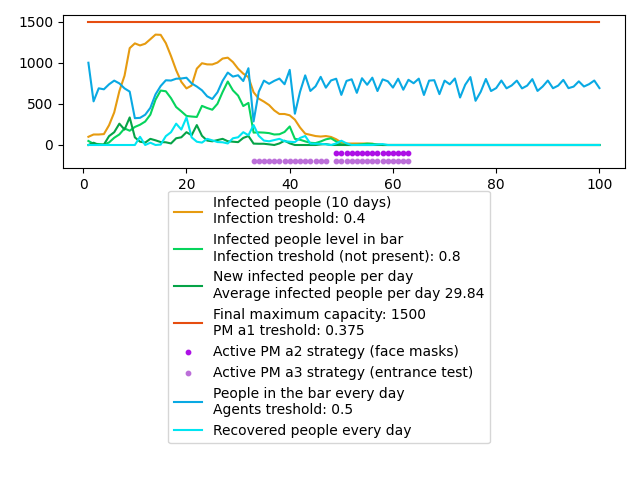 1500
1000
500
0
0 20 40 60 80 100
Infected people (10 days)
Infection treshold: 0.4
Infected people level in bar
Infection treshold (not present): 0.8
New infected people per day
Average infected people per day 29.84
Final maximum capacity: 1500
PM a1 treshold: 0.375
Active PM a2 strategy (face masks)
Active PM a3 strategy (entrance test)
People in the bar every day
Agents treshold: 0.5
Recovered people every day